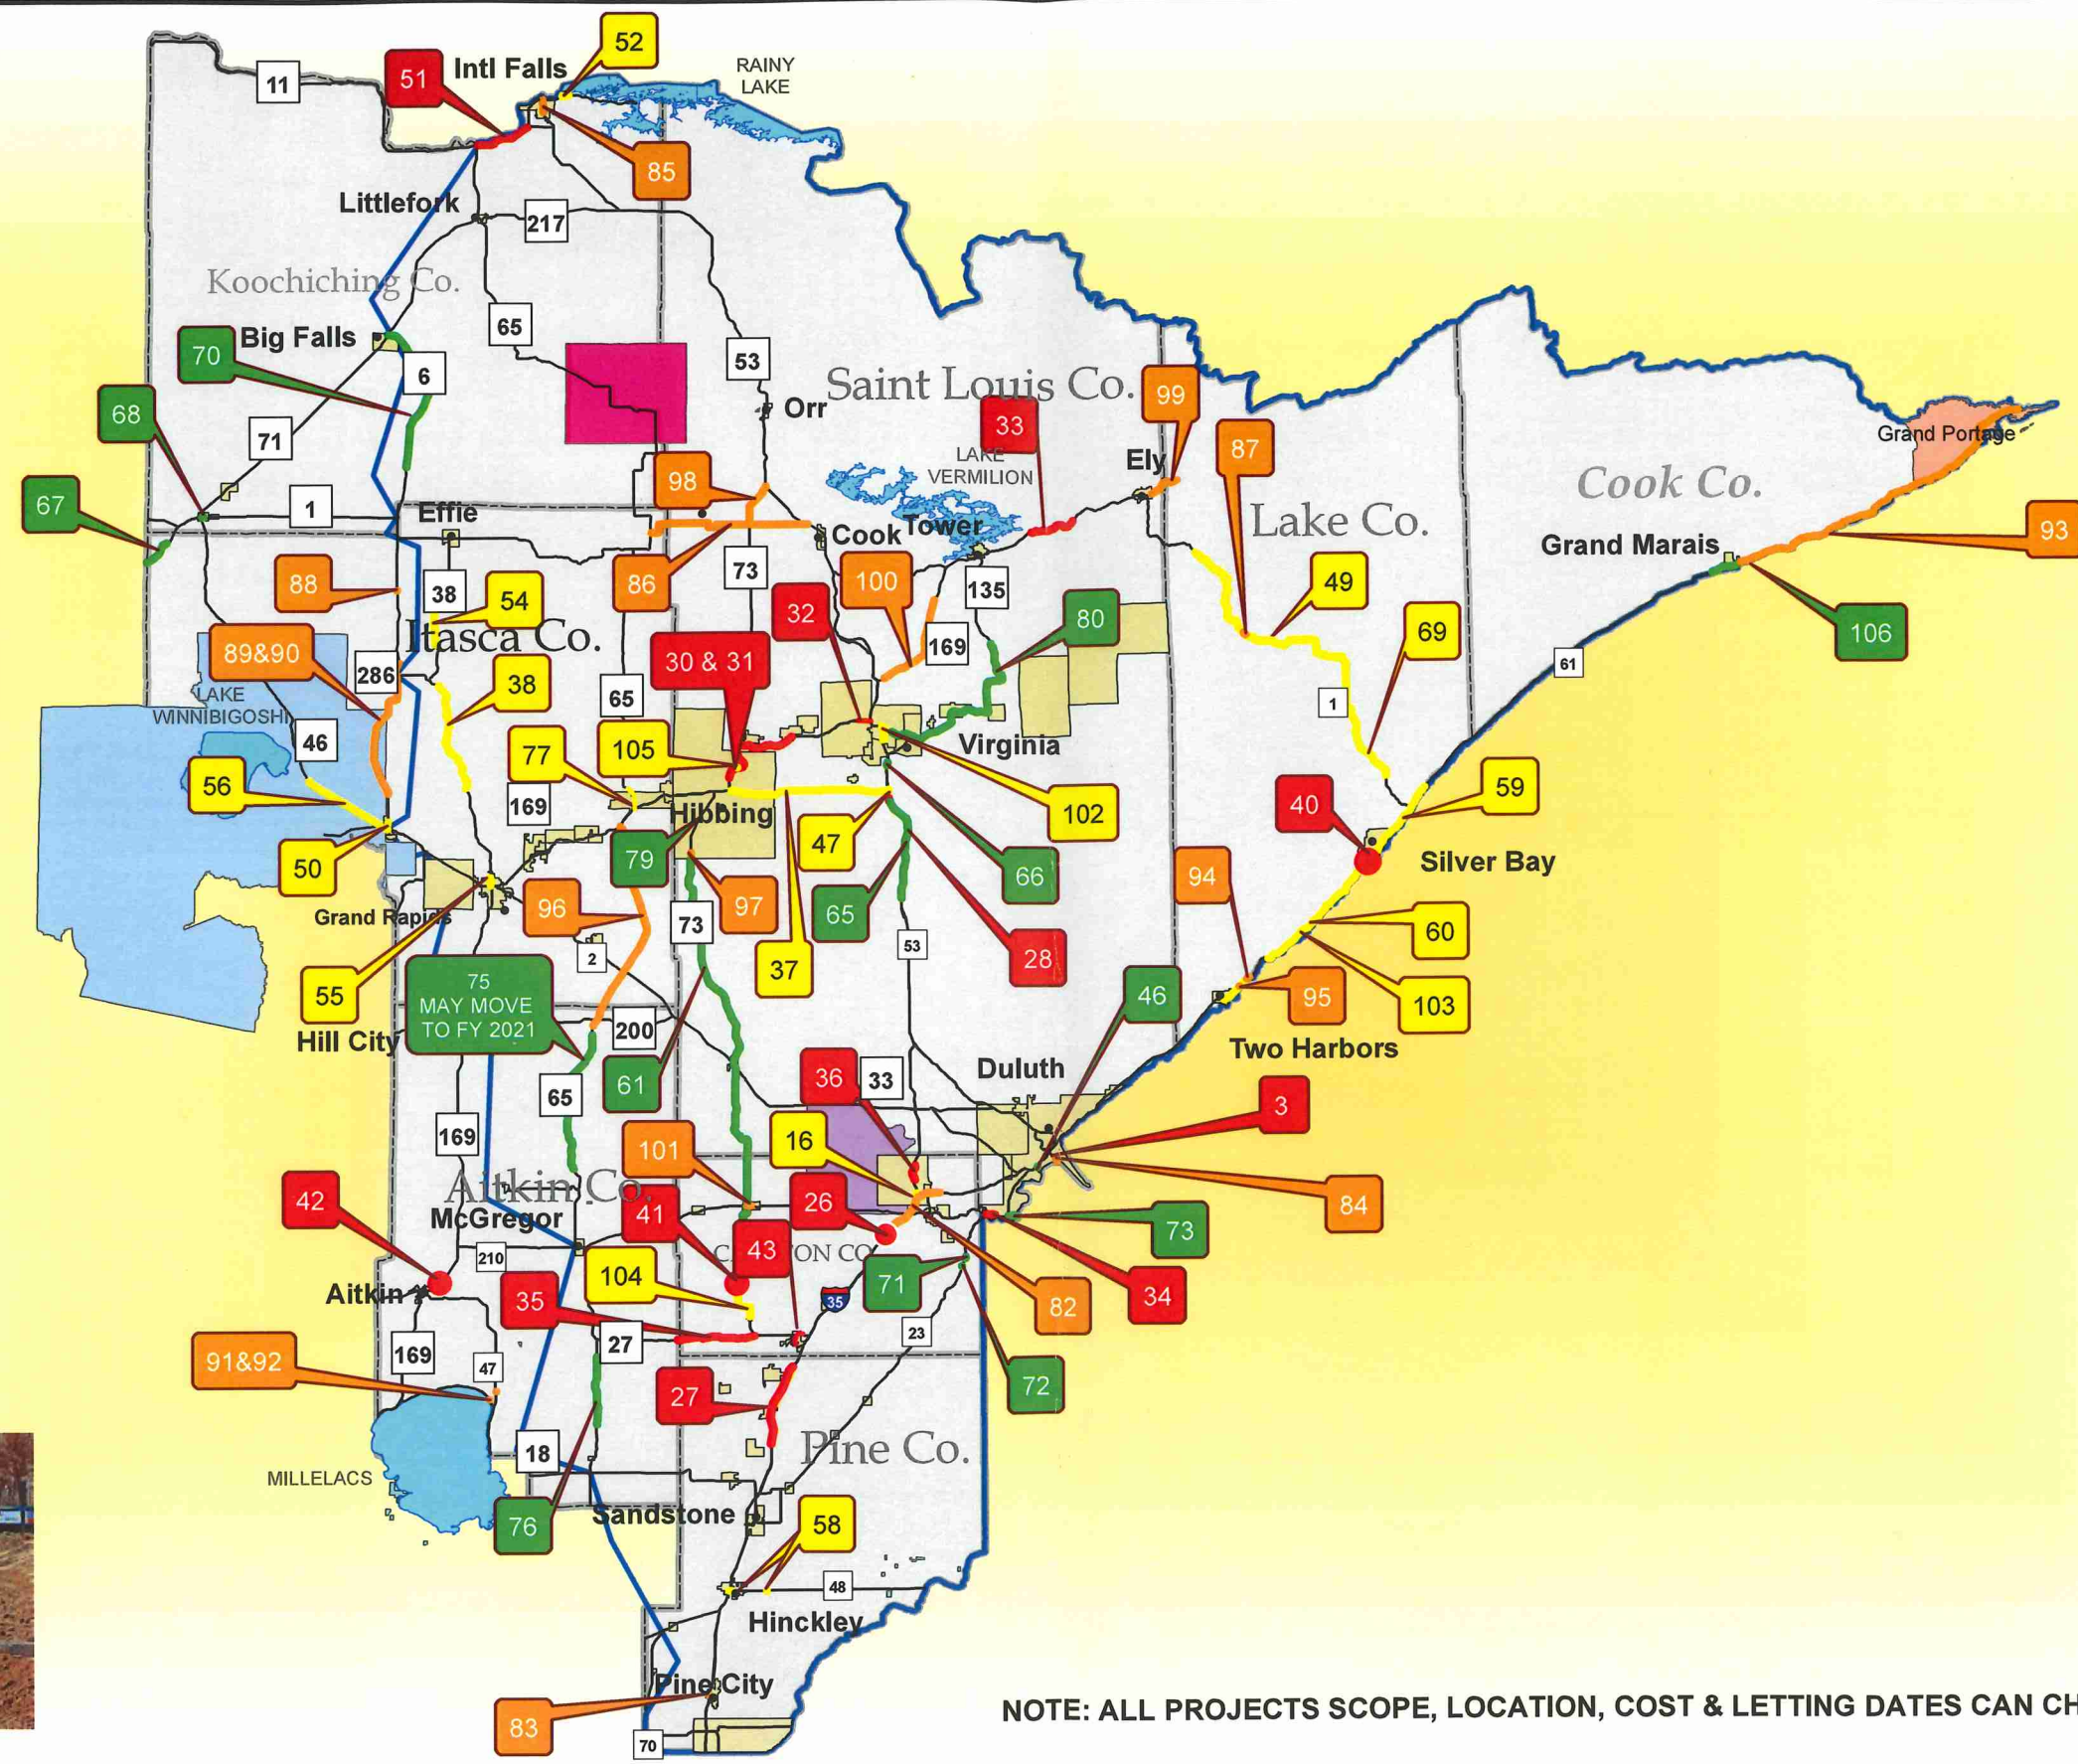 52
RAINY
LAKE
Intl Falls
51
11
85
Littlefork
217
Koochiching Co.
65
70
Big Falls
6
53
Saint Louis Co.
99
68
Orr
33
87
Grand Portage
71
LAKE
VERMILION
Ely
98
Cook Co.
67
1
Effie
Cook
Tower
Lake Co.
93
Grand Marais
88
38
54
86
73
100
135
49
106
Itasca Co.
32
80
69
89&90
30 & 31
169
61
286
38
65
1
LAKE
WINNIBIGOSHI
46
77
105
Virginia
56
169
Hibbing
102
40
59
50
79
47
66
Silver Bay
Grand Rapids
96
73
97
65
94
2
53
60
55
37
28
75
MAY MOVE
TO FY 2021
46
95
103
Hill City
200
Two Harbors
65
61
36
33
Duluth
3
169
101
16
42
Aitkin Co.
McGregor
41
26
84
210
43
C
TON CO
73
Aitkin
104
35
35
71
34
82
91&92
169
47
27
23
27
72
18
Pine Co.
MILLELACS
76
Sandstone
58
48
Hinckley
Pine City
83
70
NOTE: ALL PROJECTS SCOPE, LOCATION, COST & LETTING DATES CAN CH